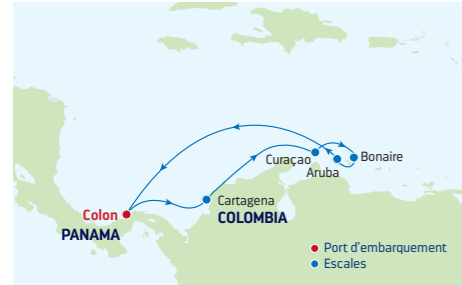 Curaçao
Bonaire
Aruba
Cartagena
COLOMBIA
Colon
PANAMA
Port d'embarquement
Escales